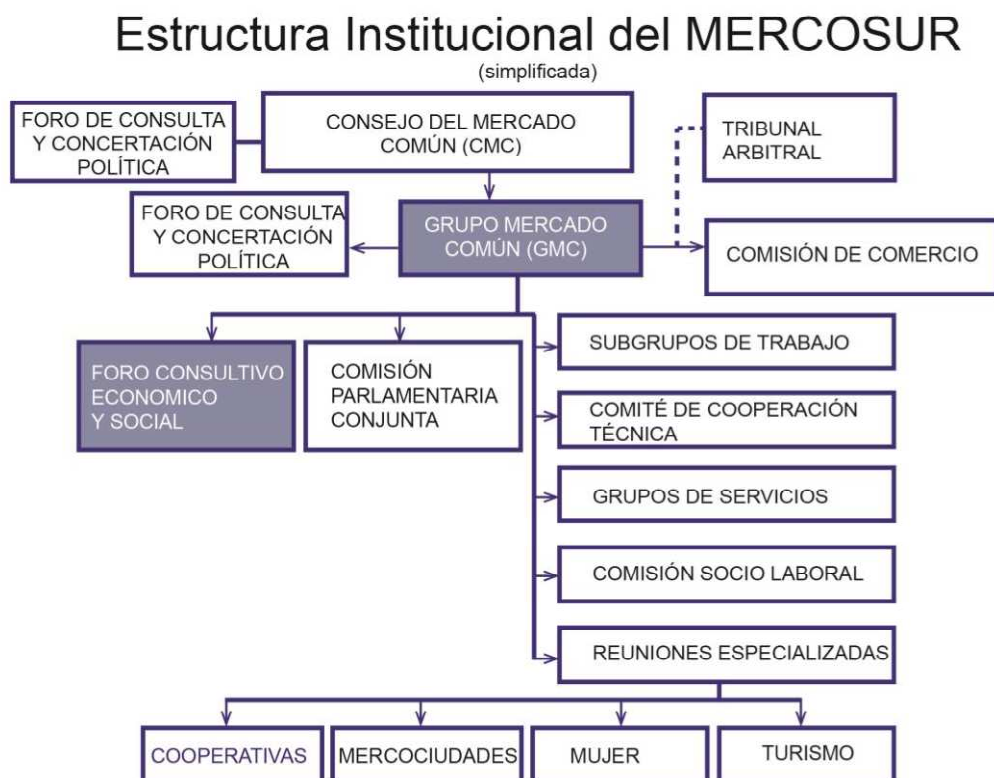 Estructura Institucional del MERCOSUR
(simplificada)
FORO DE CONSULTA
Y CONCERTACIÓN
POLÍTICA
CONSEJO DEL MERCADO
COMÚN (CMC)
TRIBUNAL
ARBITRAL
FORO DE CONSULTA
Y CONCERTACIÓN
POLÍTICA
GRUPO MERCADO
COMÚN (GMC)
COMISIÓN DE COMERCIO
FORO CONSULTIVO
ECONOMICO
Y SOCIAL
COMISIÓN
PARLAMENTARIA
CONJUNTA
SUBGRUPOS DE TRABAJO
COMITÉ DE COOPERACIÓN
TÉCNICA
GRUPOS DE SERVICIOS
COMISIÓN SOCIO LABORAL
REUNIONES ESPECIALIZADAS
COOPERATIVAS
MERCOCIUDADES
MUJER
TURISMO